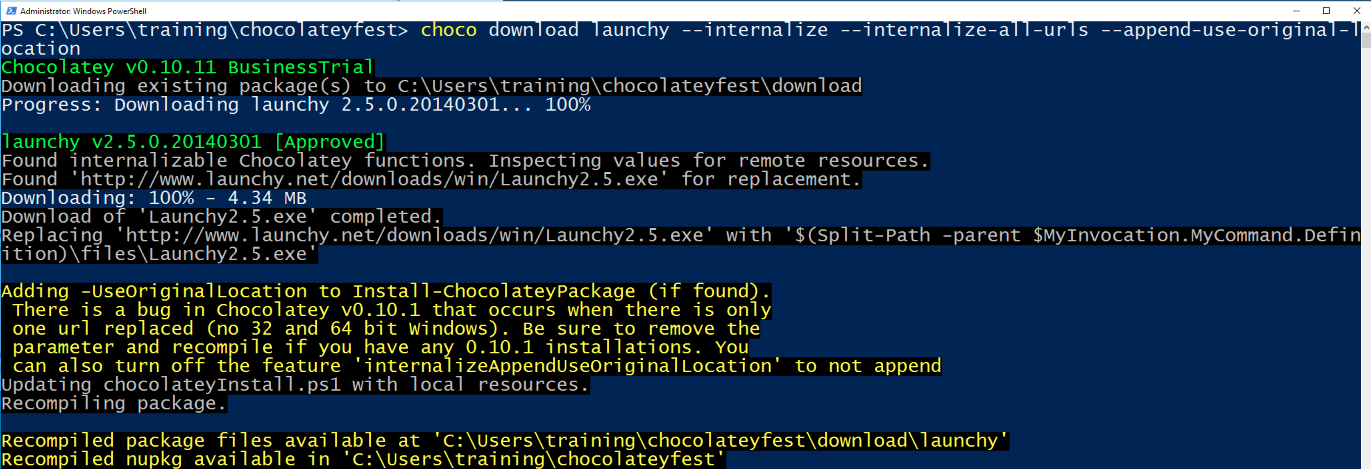 Administrator: Windows PowerShell
PS C:\Users\training\chocolateyfest> choco download launchy --internalize --internalize-all-urls --append-use-original-l
ocation
Chocolatey v0.10.11 BusinessTrial
Downloading existing package(s) to C:\Users\training\chocolateyfest\download
Progress: Downloading launchy 2.5.0.20140301... 100%
launchy v2.5.0.20140301 [Approved]
Found internalizable Chocolatey functions. Inspecting values for remote resources.
Found 'http://www.launchy.net/downloads/win/Launchy2.5.exe' for replacement.
Downloading: 100% - 4.34 MB
Download of 'Launchy2.5.exe' completed.
Replacing 'http://www.launchy.net/downloads/win/Launchy2.5.exe' with '$(Split-Path -parent $MyInvocation.MyCommand.Defin
ition)\files\Launchy2.5.exe'
Adding -UseOriginalLocation to Install-ChocolateyPackage (if found).
There is a bug in Chocolatey v0.10.1 that occurs when there is only
one url replaced (no 32 and 64 bit Windows). Be sure to remove the
parameter and recompile if you have any 0.10.1 installations. You
can also turn off the feature 'internalizeAppendUseOriginalLocation' to not append
Updating chocolateyInstall.ps1 with local resources.
Recompiling package.
Recompiled package files available at 'C:\Users\training\chocolateyfest\download\launchy'
Recompiled nupkg available in 'C:\Users\training\chocolateyfest'